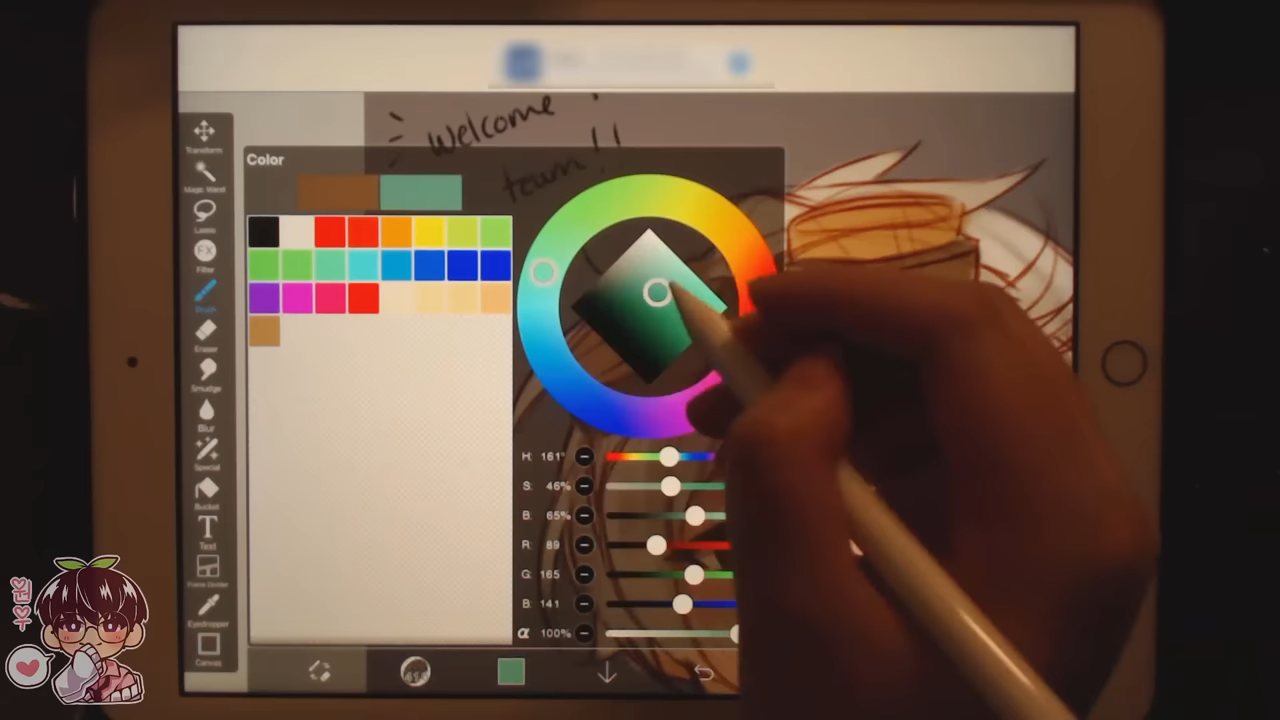 Welcome
team!!
Color
Transform
Magic Wand
Lasso
FX
Filter
Brush
Eraser
Smudge
Blur
Special
Bucket
T
Text
Frame Divider
Eyedropper
Canvas
H: 161°
S: 46%
B: 65%
R: 89
G: 165
B: 141
α 100%